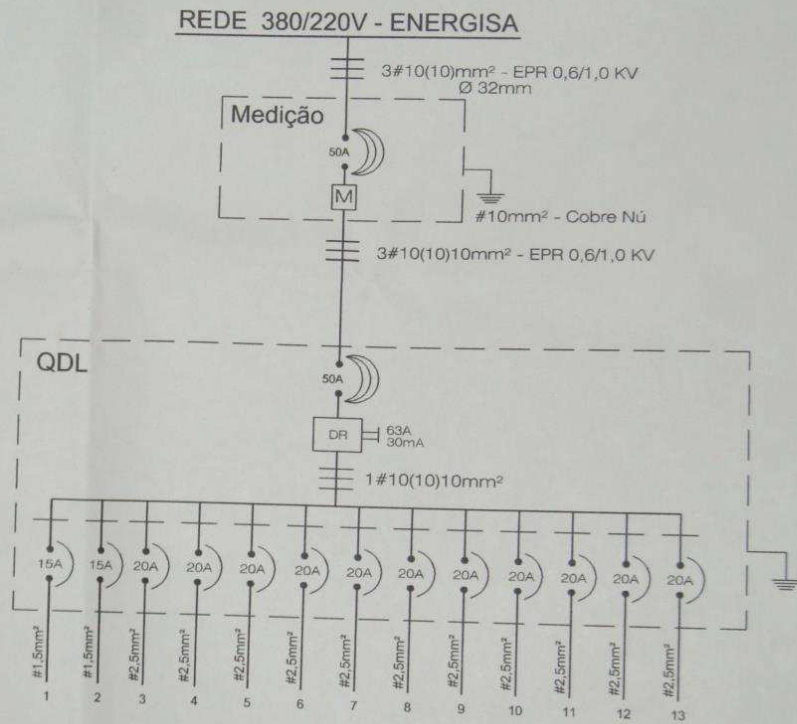 REDE 380/220V - ENERGISA
3#10(10)mm² - EPR 0,6/1,0 KV
Ø 32mm
Medição
50A
M
#10mm² - Cobre Nú
3#10(10)10mm² - EPR 0,6/1,0 KV
QDL
50A
DR
63A
30mA
1#10(10)10mm²
15A 15A 20A 20A 20A 20A 20A 20A 20A 20A 20A 20A 20A
#1,5mm² #1,5mm² #2,5mm² #2,5mm² #2,5mm² #2,5mm² #2,5mm² #2,5mm² #2,5mm² #2,5mm² #2,5mm² #2,5mm² #2,5mm²
1 2 3 4 5 6 7 8 9 10 11 12 13